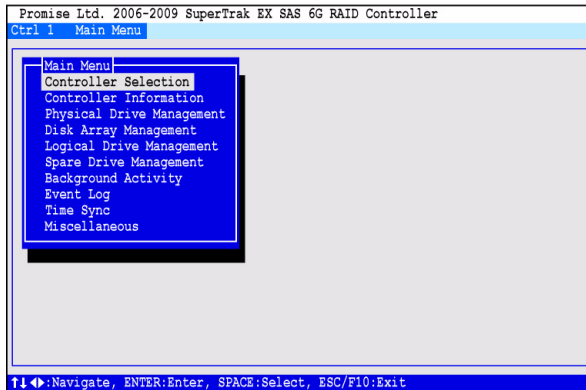 Promise Ltd. 2006-2009 SuperTrak EX SAS 6G RAID Controller
Ctrl 1 Main Menu
Main Menu
Controller Selection
Controller Information
Physical Drive Management
Disk Array Management
Logical Drive Management
Spare Drive Management
Background Activity
Event Log
Time Sync
Miscellaneous
↑↓◀▶:Navigate, ENTER:Enter, SPACE:Select, ESC/F10:Exit